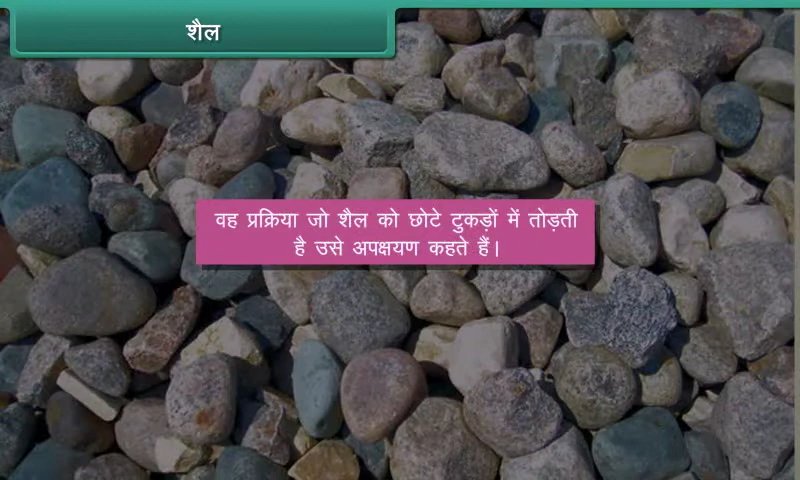 शैल
वह प्रक्रिया जो शैल को छोटे टुकड़ों में तोड़ती
है उसे अपक्षयण कहते हैं।